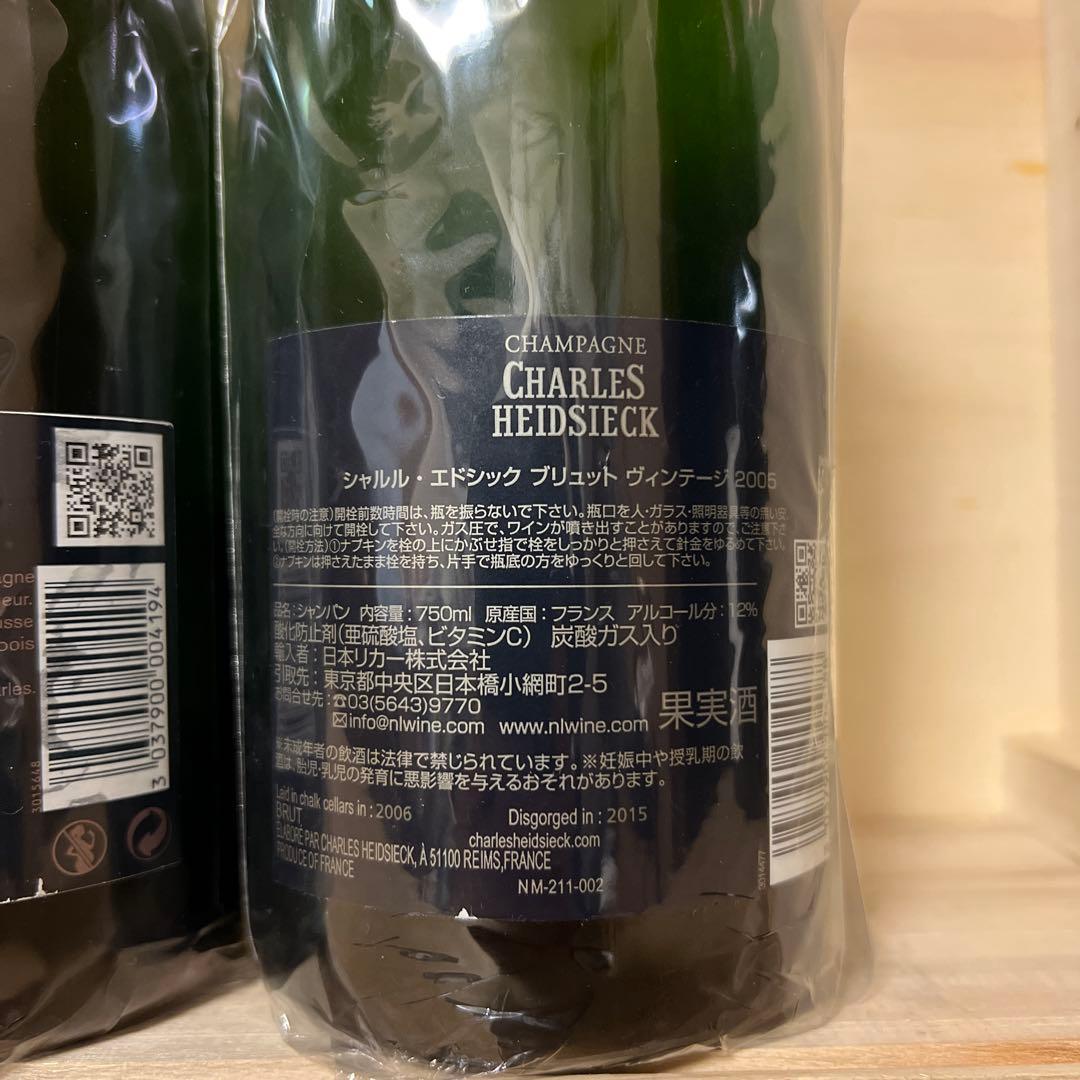 CHAMPAGNE
CHARLES
HEIDSIECK
シャルル・エドシック ブリュット ヴィンテージ 2005
(開栓時の注意)開栓前数時間は、瓶を振らないで下さい。瓶口を人・ガラス・照明器具等の無い安
全な方向に向けて開栓して下さい。ガス圧で、ワインが噴き出すことがありますので、ご注意下さ
い。(開栓方法)①ナプキンを栓の上にかぶせ指で栓をしっかりと押さえて針金をゆるめて下さい。
②ナプキンは押さえたまま栓を持ち、片手で瓶底の方をゆっくりと回して下さい。
品名:シャンパン 内容量:750ml 原産国:フランス アルコール分:12%
酸化防止剤(亜硫酸塩、ビタミンC) 炭酸ガス入り
輸入者:日本リカー株式会社
引取先:東京都中央区日本橋小網町2-5
お問合せ先:☎03(5643)9770
✉info@nlwine.com www.nlwine.com 果実酒
※未成年者の飲酒は法律で禁じられています。※妊娠中や授乳期の飲
酒は、胎児・乳児の発育に悪影響を与えるおそれがあります。
Laid in chalk cellars in : 2006 Disgorged in : 2015
BRUT charlesheidsieck.com
ELABORÉ PAR CHARLES HEIDSIECK, À 51100 REIMS,FRANCE
PRODUCE OF FRANCE
NM-211-002
3014477
agne
eur.
usse
bois
arles.
3 037900 004194
3015448